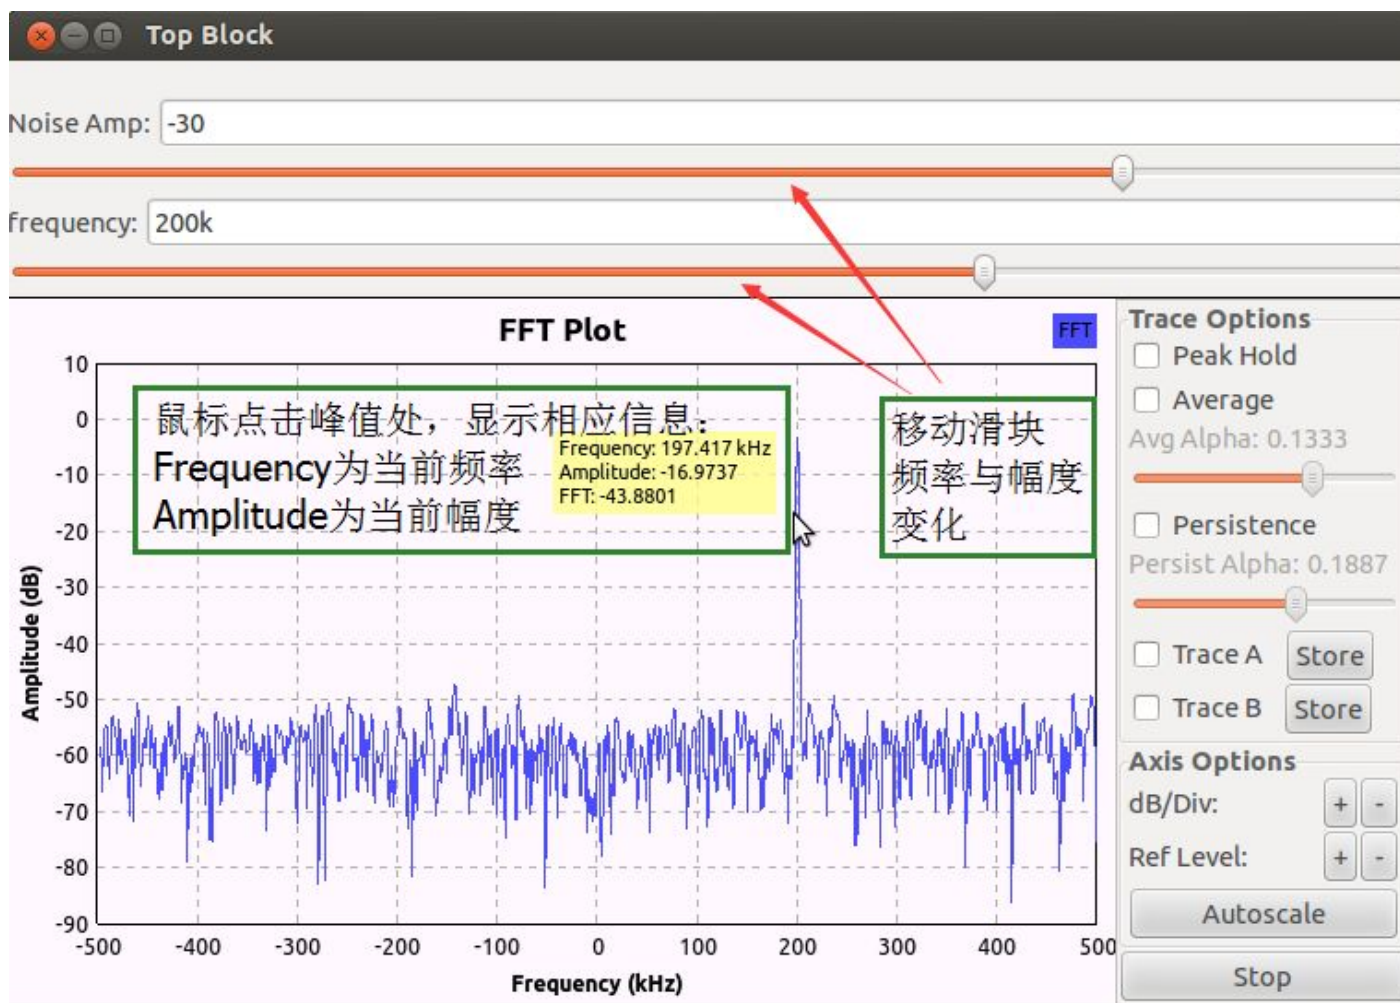 Top Block
Noise Amp: -30
frequency: 200k
FFT Plot
FFT
10
0
-10
-20
-30
-40
-50
-60
-70
-80
-90
Amplitude (dB)
鼠标点击峰值处，显示相应信息：
Frequency为当前频率
Amplitude为当前幅度
Frequency: 197.417 kHz
Amplitude: -16.9737
FFT: -43.8801
移动滑块
频率与幅度
变化
-500 -400 -300 -200 -100 0 100 200 300 400 500
Frequency (kHz)
Trace Options
Peak Hold
Average
Avg Alpha: 0.1333
Persistence
Persist Alpha: 0.1887
Trace A Store
Trace B Store
Axis Options
dB/Div: + -
Ref Level: + -
Autoscale
Stop